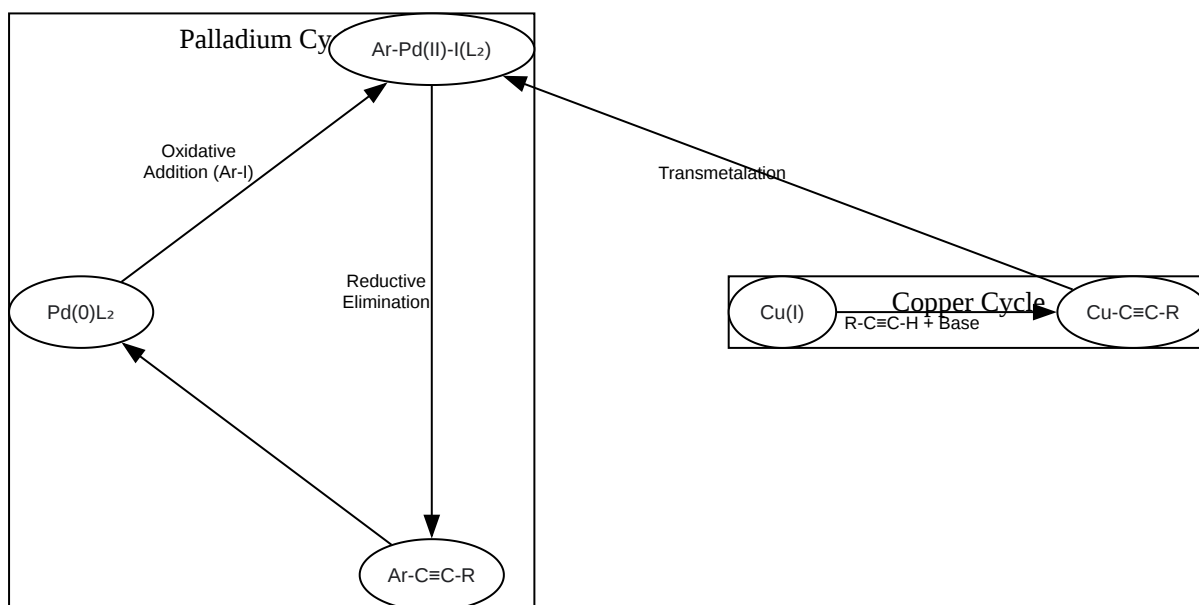 Palladium Cy
Ar-Pd(II)-I(L₂)
Oxidative
Addition (Ar-I)
Transmetalation
Reductive
Elimination
Pd(0)L₂
Cu(I)
Copper Cycle
R-C≡C-H + Base
Cu-C≡C-R
Ar-C≡C-R